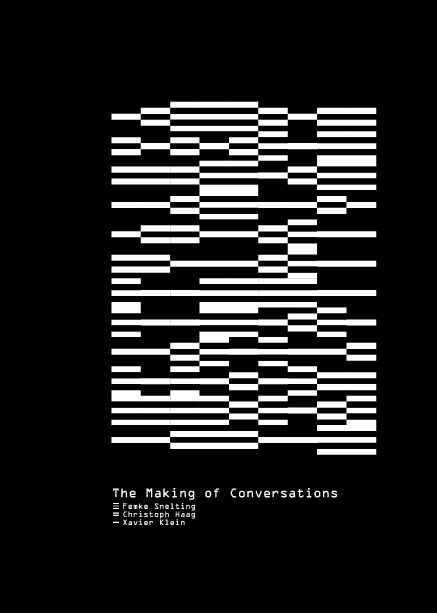 The Making of Conversations
Femke Snelting
Christoph Haag
Xavier Klein